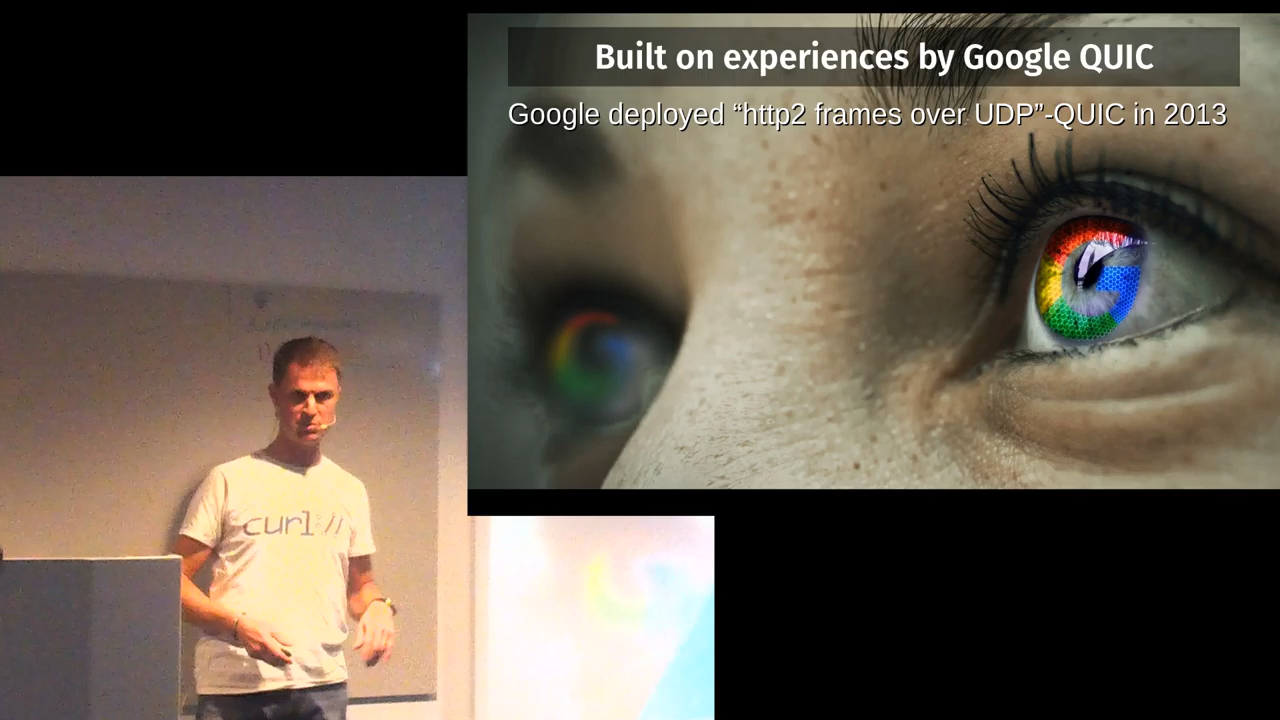 Built on experiences by Google QUIC
Google deployed “http2 frames over UDP”-QUIC in 2013
curl://